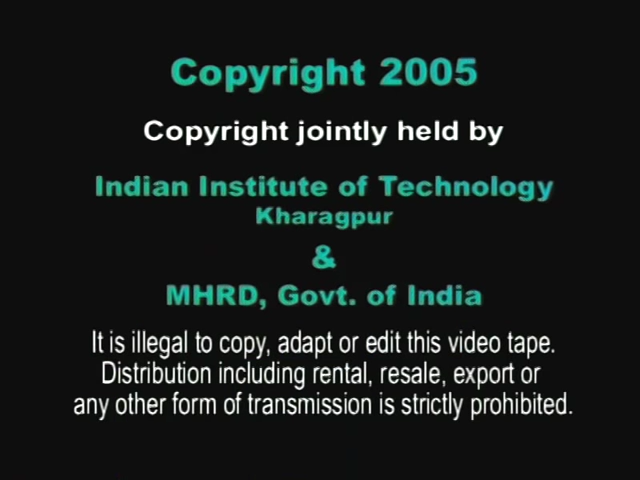 Copyright 2005
Copyright jointly held by
Indian Institute of Technology
Kharagpur
&
MHRD, Govt. of India
It is illegal to copy, adapt or edit this video tape.
Distribution including rental, resale, export or
any other form of transmission is strictly prohibited.